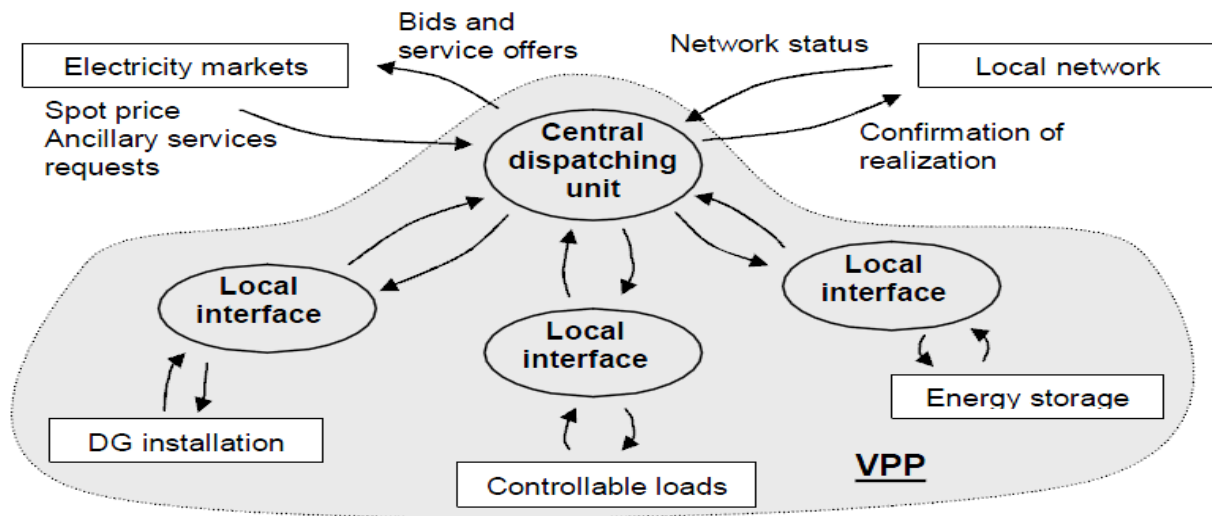 Bids and
service offers
Electricity markets
Spot price
Ancillary services
requests
Network status
Local network
Confirmation of
realization
Central
dispatching
unit
Local
interface
Local
interface
Local
interface
DG installation
Controllable loads
Energy storage
VPP